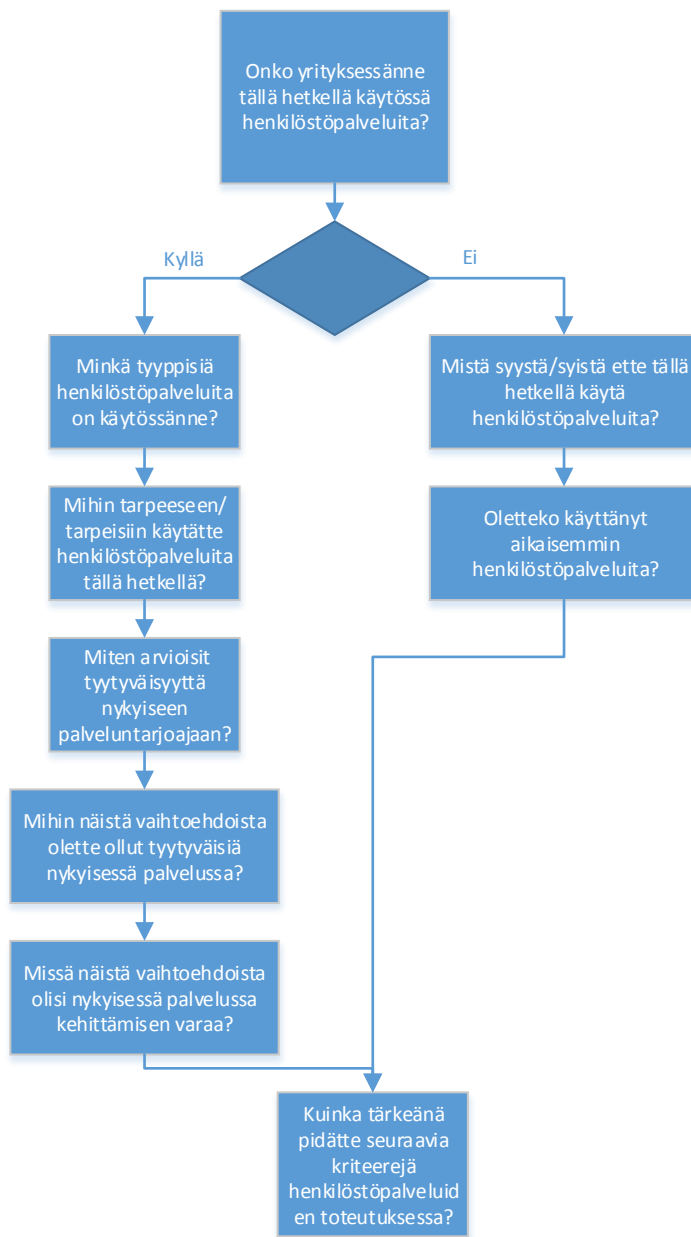 Onko yrityksessänne
tällä hetkellä käytössä
henkilöstöpalveluita?
Kyllä
Ei
Minkä tyyppisiä
henkilöstöpalveluita
on käytössänne?
Mistä syystä/syistä ette tällä
hetkellä käytä
henkilöstöpalveluita?
Mihin tarpeeseen/
tarpeisiin käytätte
henkilöstöpalveluita
tällä hetkellä?
Oletteko käyttänyt
aikaisemmin
henkilöstöpalveluita?
Miten arvioisit
tyytyväisyyttä
nykyiseen
palveluntarjoajaan?
Mihin näistä vaihtoehdoista
olette ollut tyytyväisiä
nykyisessä palvelussa?
Missä näistä vaihtoehdoista
olisi nykyisessä palvelussa
kehittämisen varaa?
Kuinka tärkeänä
pidätte seuraavia
kriteerejä
henkilöstöpalveluid
en toteutuksessa?